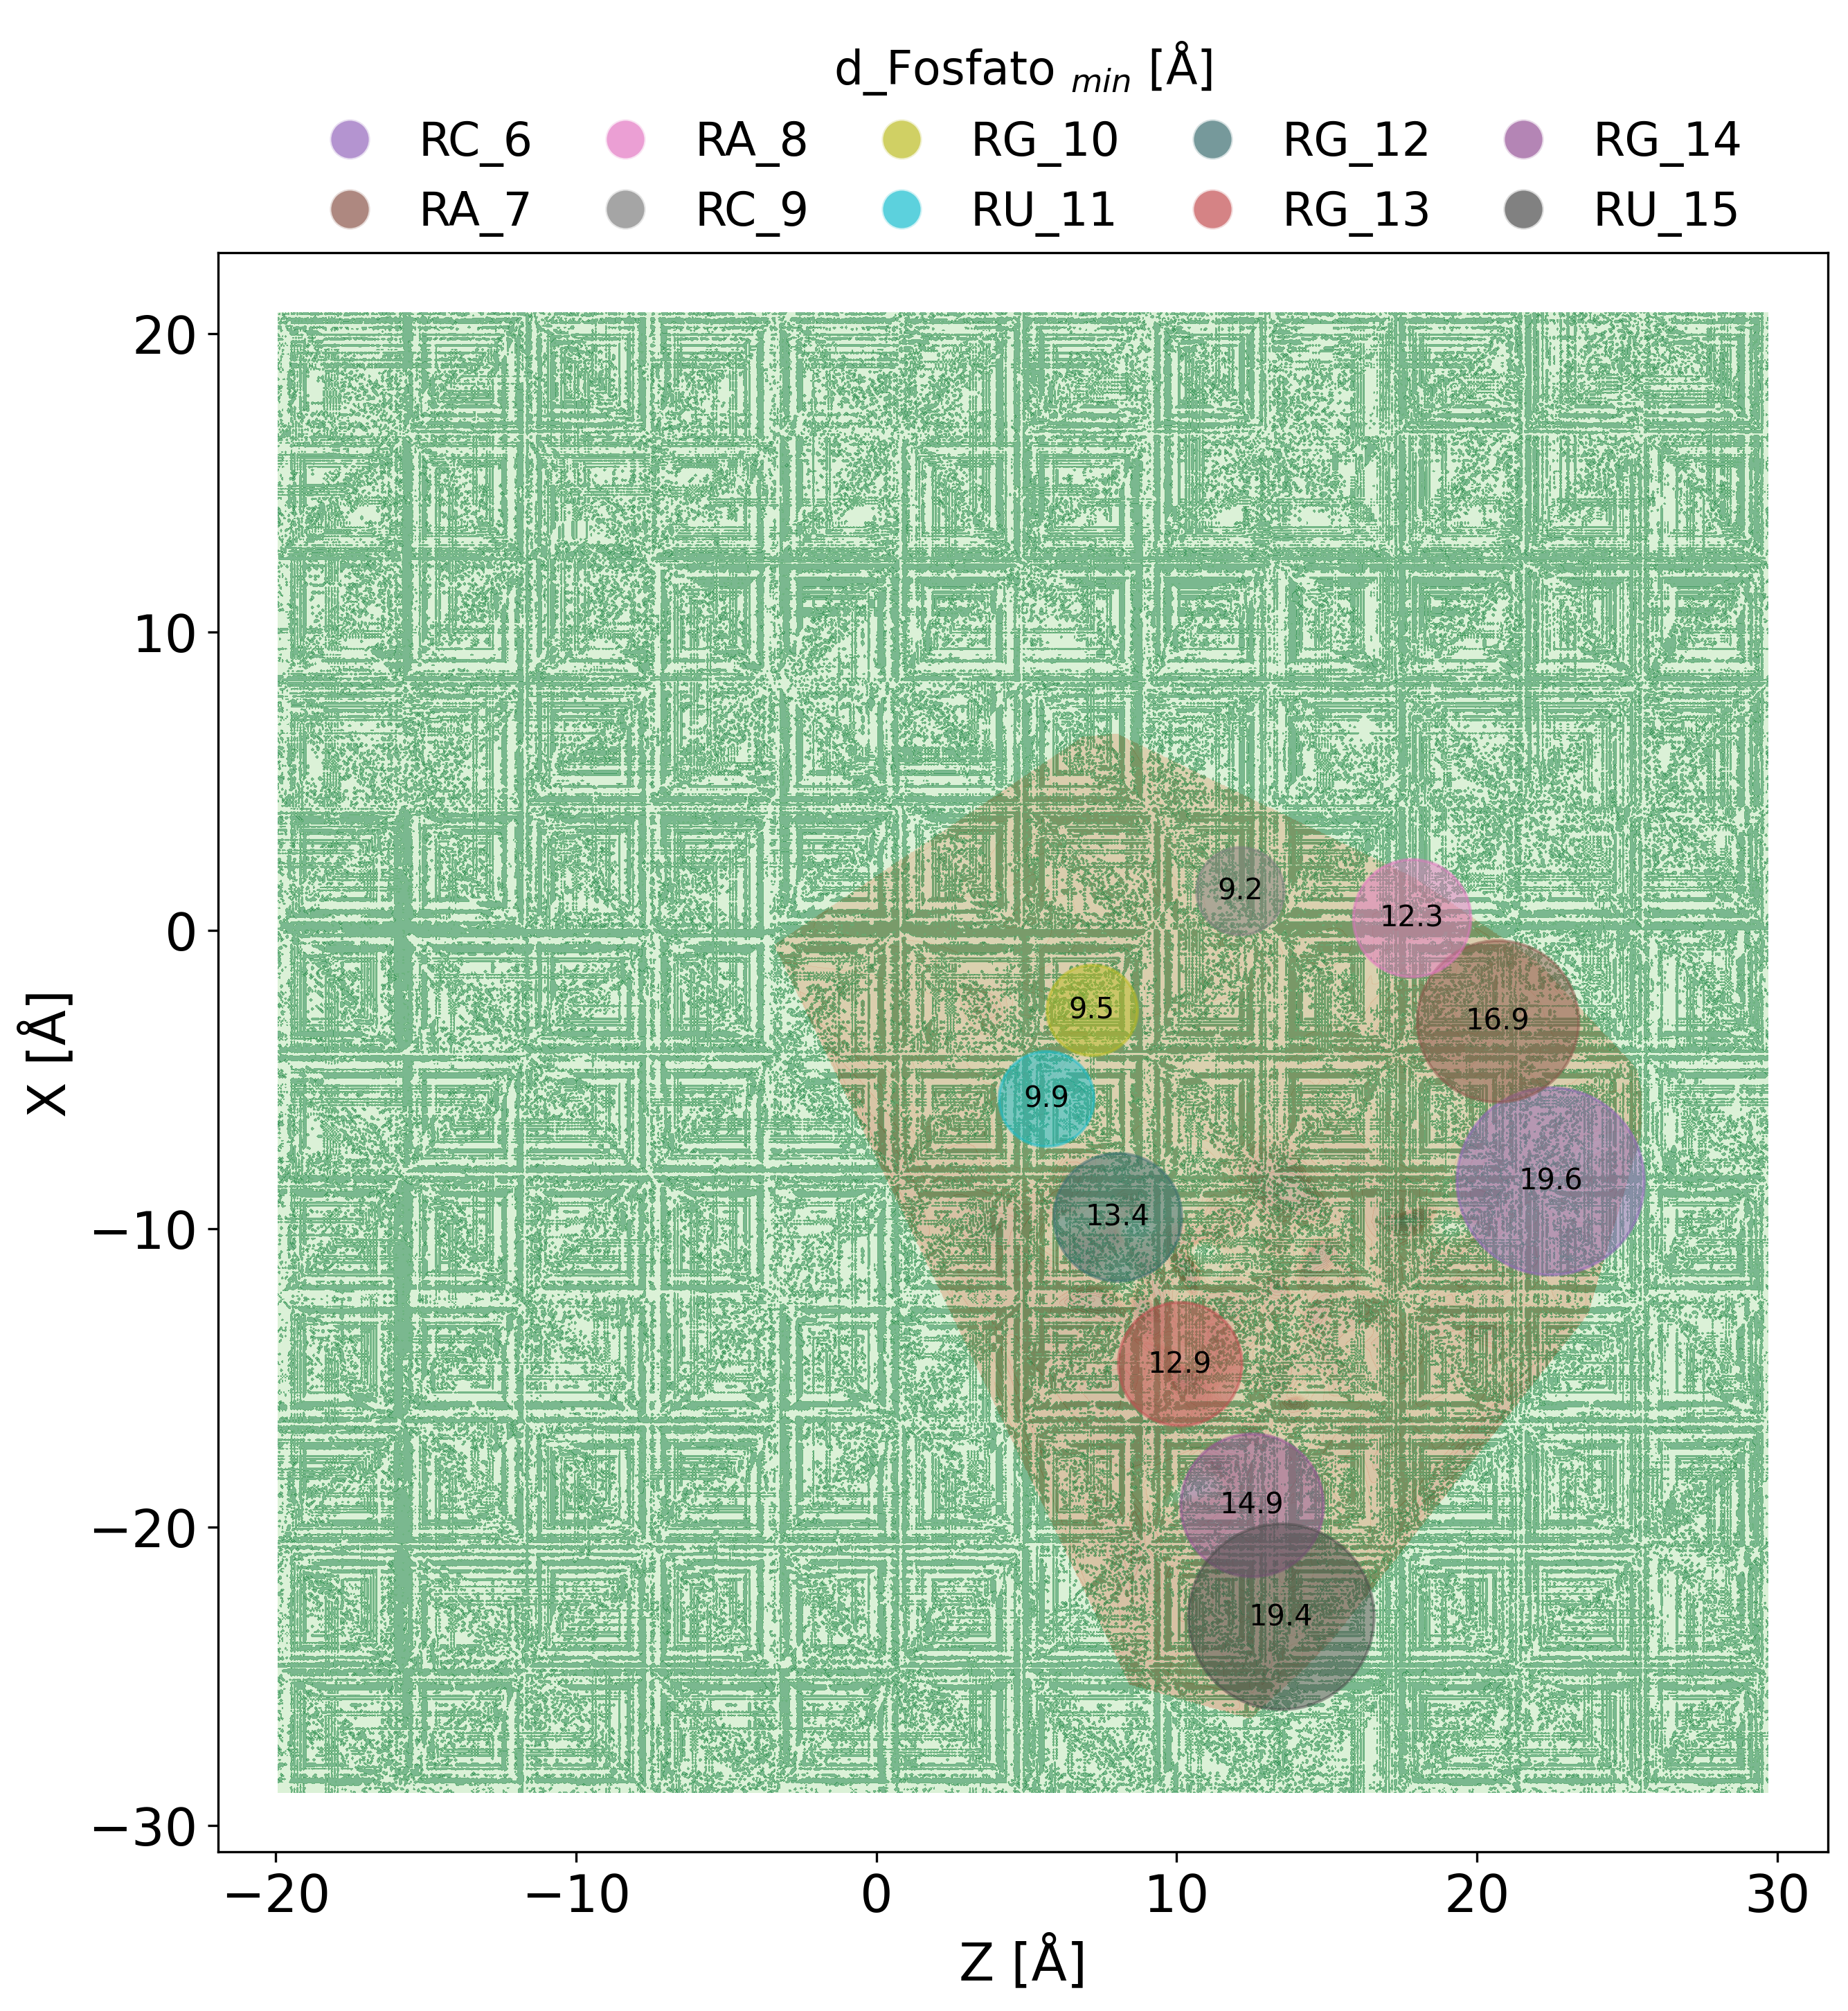 d_Fosfato min [Å]
RC_6 RA_8 RG_10 RG_12 RG_14
RA_7 RC_9 RU_11 RG_13 RU_15
20
10
0
−10
−20
−30
X [Å]
9.2
12.3
9.5
16.9
9.9
19.6
13.4
12.9
14.9
19.4
−20 −10 0 10 20 30
Z [Å]